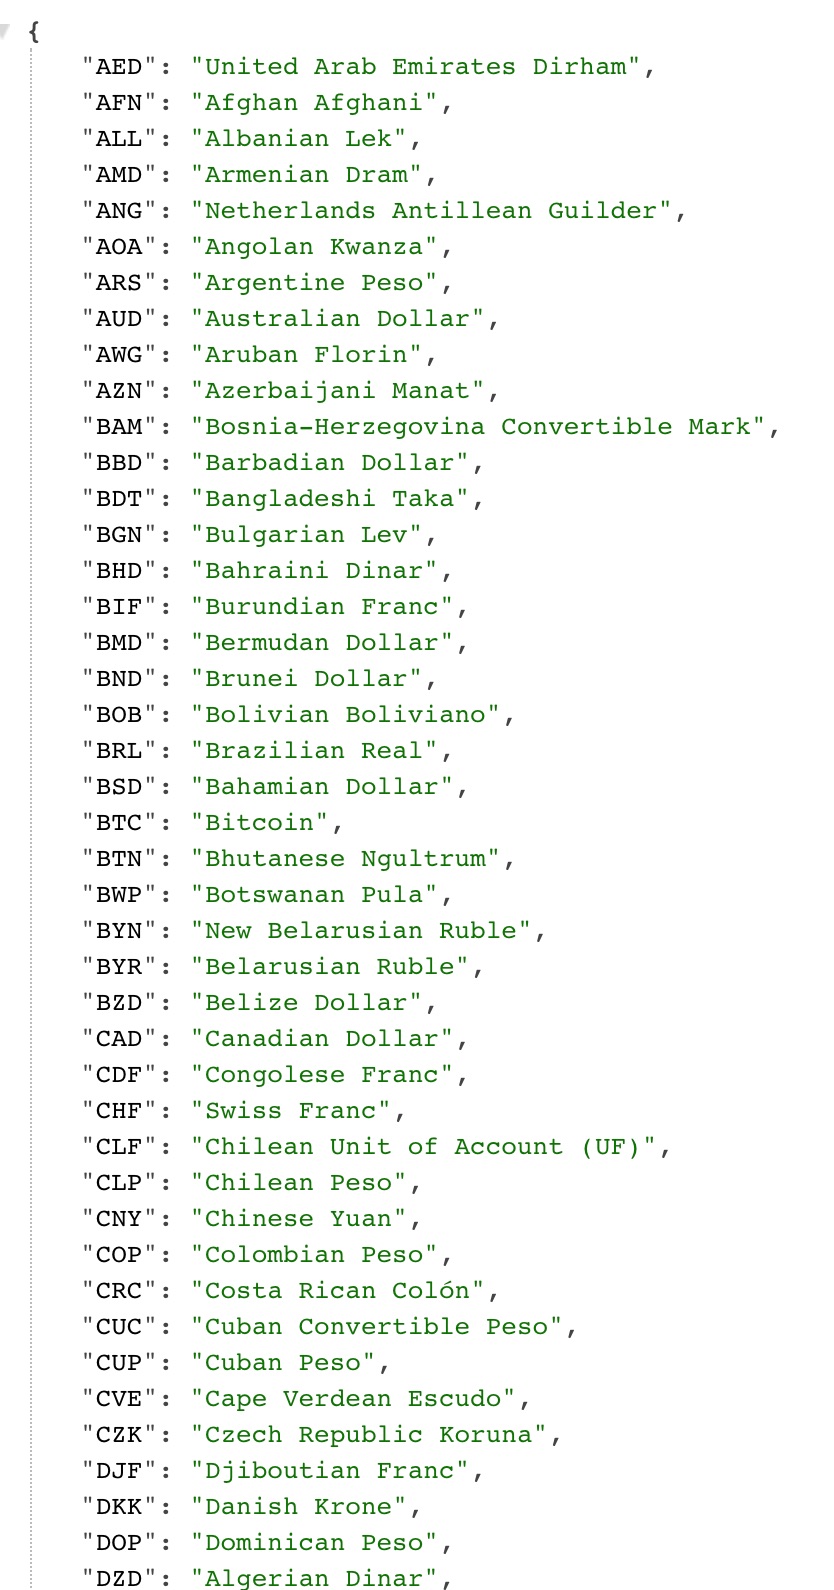 {
"AED": "United Arab Emirates Dirham",
"AFN": "Afghan Afghani",
"ALL": "Albanian Lek",
"AMD": "Armenian Dram",
"ANG": "Netherlands Antillean Guilder",
"AOA": "Angolan Kwanza",
"ARS": "Argentine Peso",
"AUD": "Australian Dollar",
"AWG": "Aruban Florin",
"AZN": "Azerbaijani Manat",
"BAM": "Bosnia-Herzegovina Convertible Mark",
"BBD": "Barbadian Dollar",
"BDT": "Bangladeshi Taka",
"BGN": "Bulgarian Lev",
"BHD": "Bahraini Dinar",
"BIF": "Burundian Franc",
"BMD": "Bermudan Dollar",
"BND": "Brunei Dollar",
"BOB": "Bolivian Boliviano",
"BRL": "Brazilian Real",
"BSD": "Bahamian Dollar",
"BTC": "Bitcoin",
"BTN": "Bhutanese Ngultrum",
"BWP": "Botswanan Pula",
"BYN": "New Belarusian Ruble",
"BYR": "Belarusian Ruble",
"BZD": "Belize Dollar",
"CAD": "Canadian Dollar",
"CDF": "Congolese Franc",
"CHF": "Swiss Franc",
"CLF": "Chilean Unit of Account (UF)",
"CLP": "Chilean Peso",
"CNY": "Chinese Yuan",
"COP": "Colombian Peso",
"CRC": "Costa Rican Colón",
"CUC": "Cuban Convertible Peso",
"CUP": "Cuban Peso",
"CVE": "Cape Verdean Escudo",
"CZK": "Czech Republic Koruna",
"DJF": "Djiboutian Franc",
"DKK": "Danish Krone",
"DOP": "Dominican Peso",
"DZD": "Algerian Dinar",